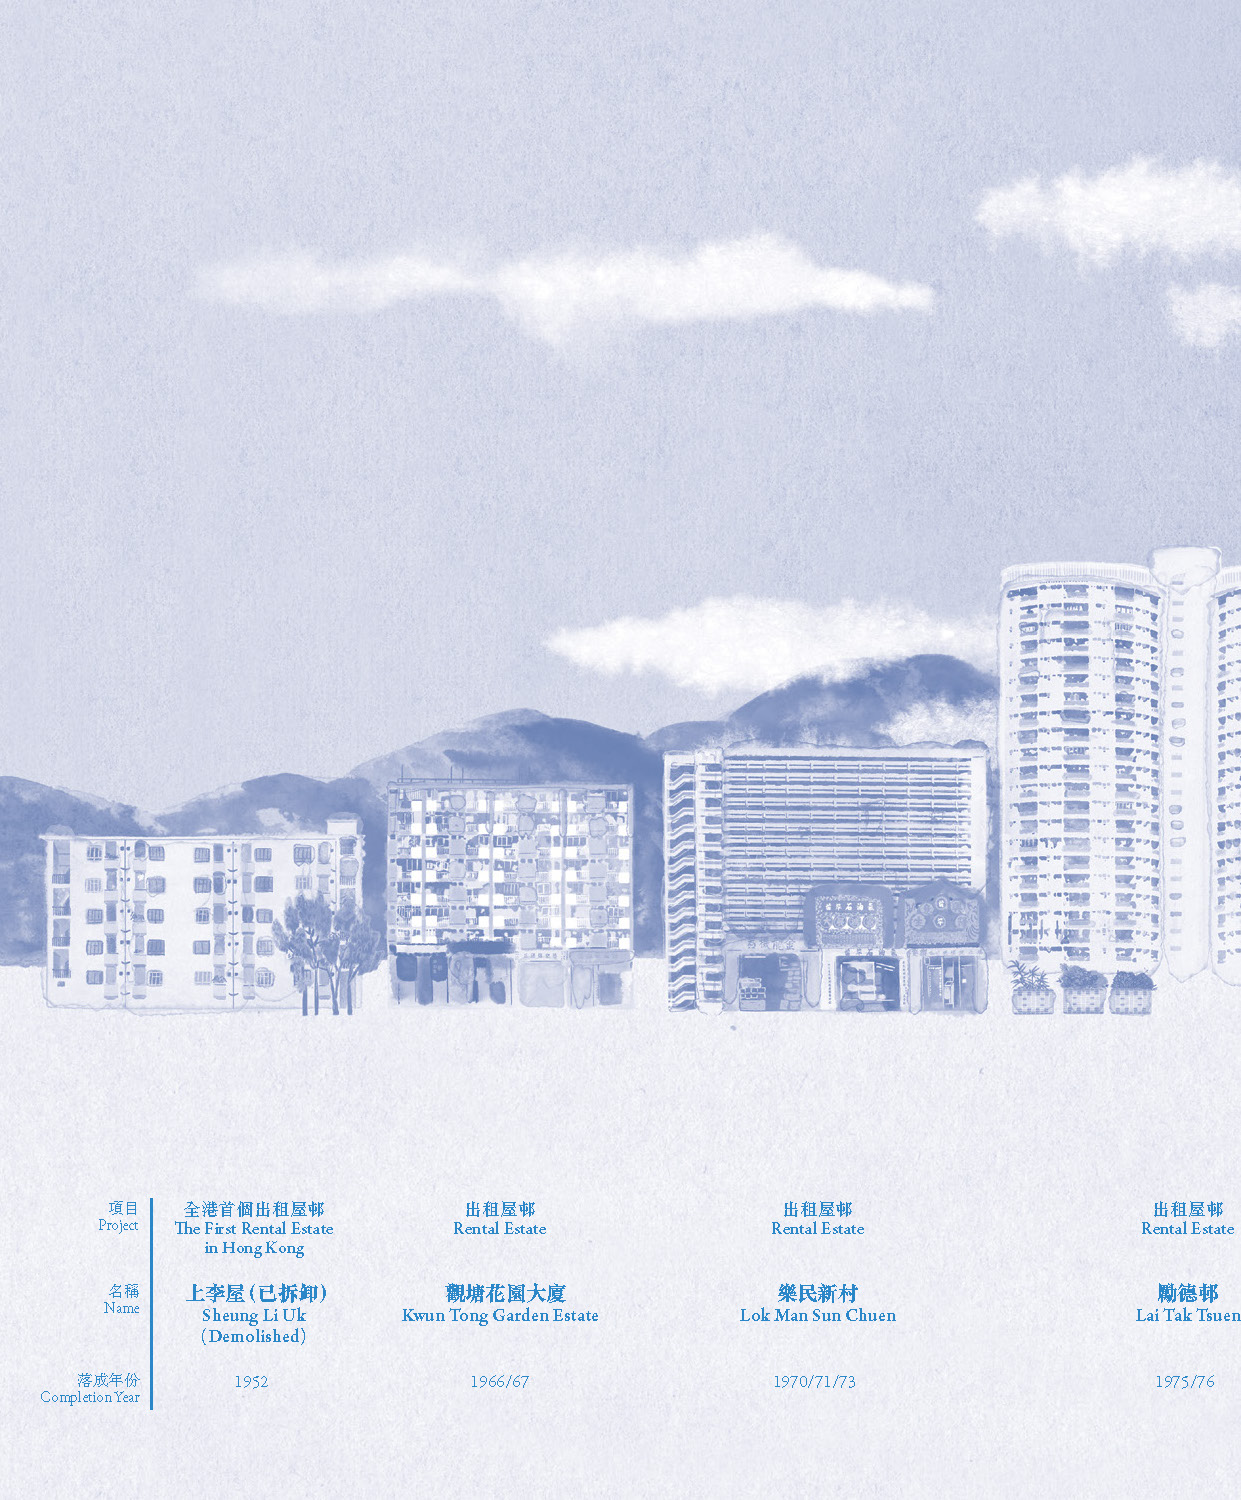 項目
Project
全港首個出租屋邨
The First Rental Estate
in Hong Kong
出租屋邨
Rental Estate
出租屋邨
Rental Estate
出租屋邨
Rental Estate
名稱
Name
上李屋 (已拆卸)
Sheung Li Uk
(Demolished)
觀塘花園大廈
Kwun Tong Garden Estate
樂民新村
Lok Man Sun Chuen
勵德邨
Lai Tak Tsuen
落成年份
Completion Year
1952
1966/67
1970/71/73
1975/76